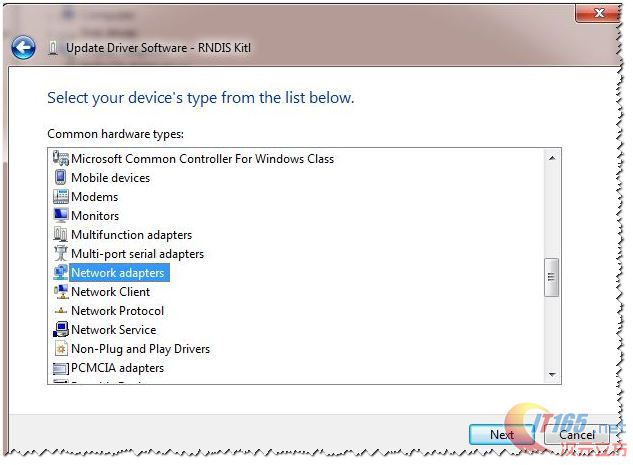 Update Driver Software - RNDIS Kitl
Select your device's type from the list below.
Common hardware types:
Microsoft Common Controller For Windows Class
Mobile devices
Modems
Monitors
Multifunction adapters
Multi-port serial adapters
Network adapters
Network Client
Network Protocol
Network Service
Non-Plug and Play Drivers
PCMCIA adapters
Next
Cancel
IT165.net